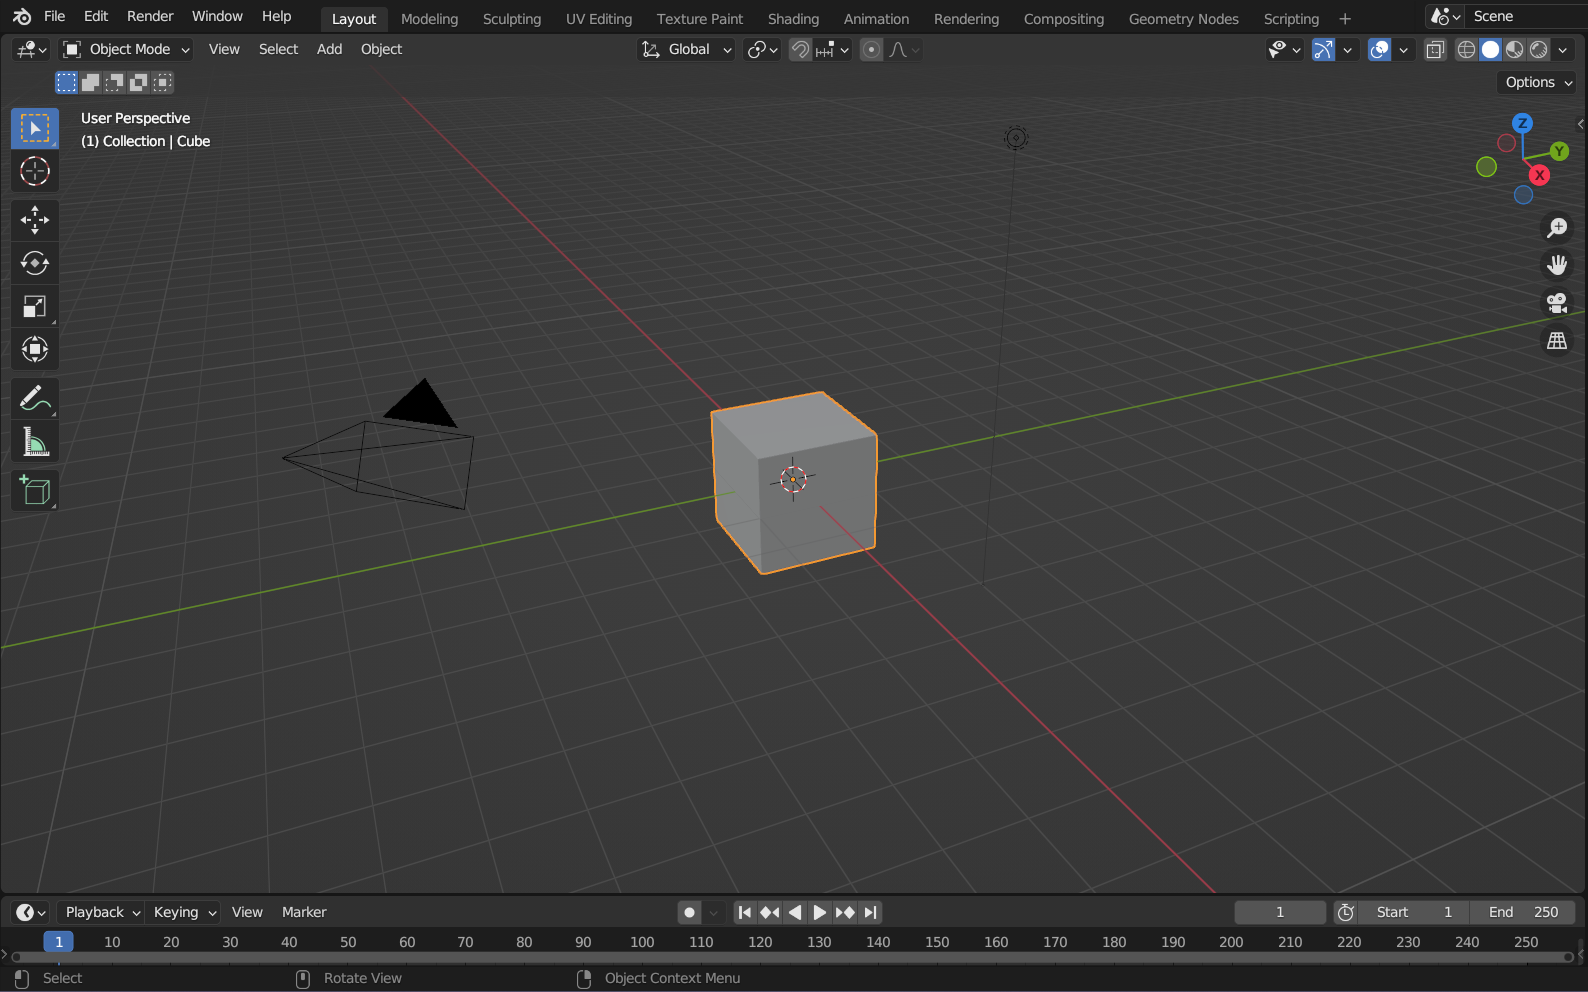 File Edit Render Window Help Layout Modeling Sculpting UV Editing Texture Paint Shading Animation Rendering Compositing Geometry Nodes Scripting + Scene
Object Mode View Select Add Object Global
Options
User Perspective
(1) Collection | Cube
Z
Y
X
Playback Keying View Marker 1 Start 1 End 250
1 10 20 30 40 50 60 70 80 90 100 110 120 130 140 150 160 170 180 190 200 210 220 230 240 250
Select Rotate View Object Context Menu